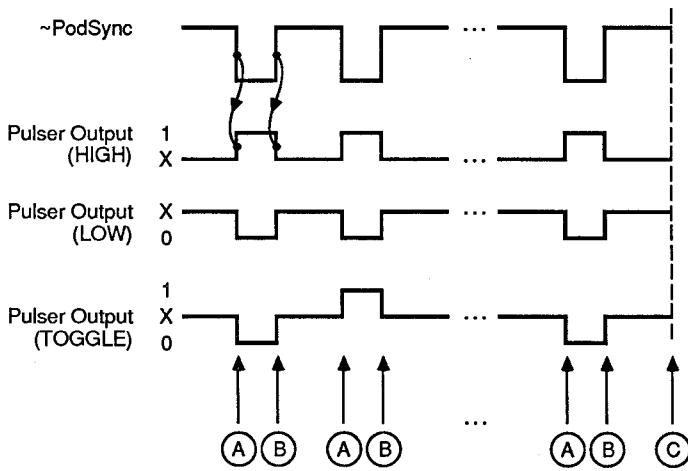 ~PodSync
...
Pulser Output
(HIGH)
1
X
...
Pulser Output
(LOW)
X
0
...
Pulser Output
(TOGGLE)
1
X
0
...
...
A B A B A B C